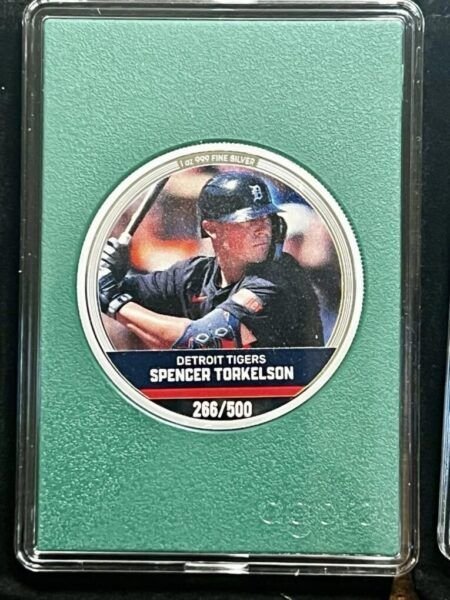 1 oz 999 FINE SILVER
D
DETROIT TIGERS
SPENCER TORKELSON
266/500